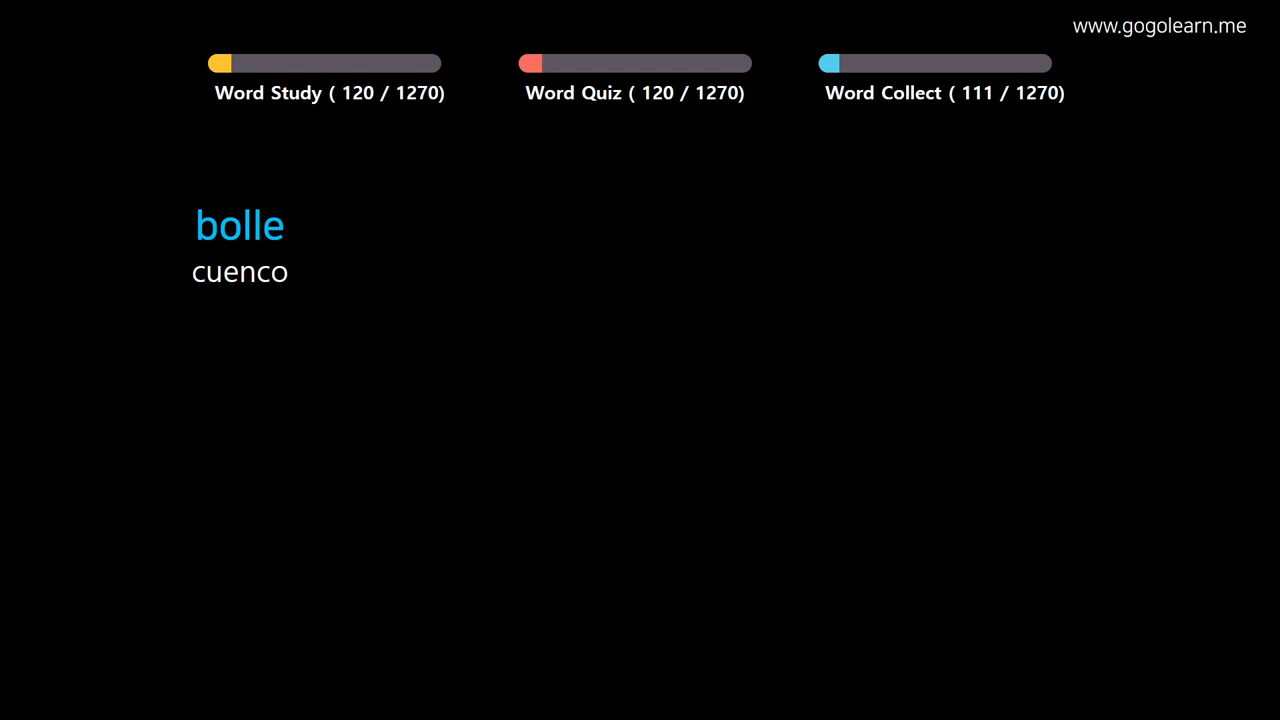 www.gogolearn.me
Word Study ( 120 / 1270)
Word Quiz ( 120 / 1270)
Word Collect ( 111 / 1270)
bolle
cuenco